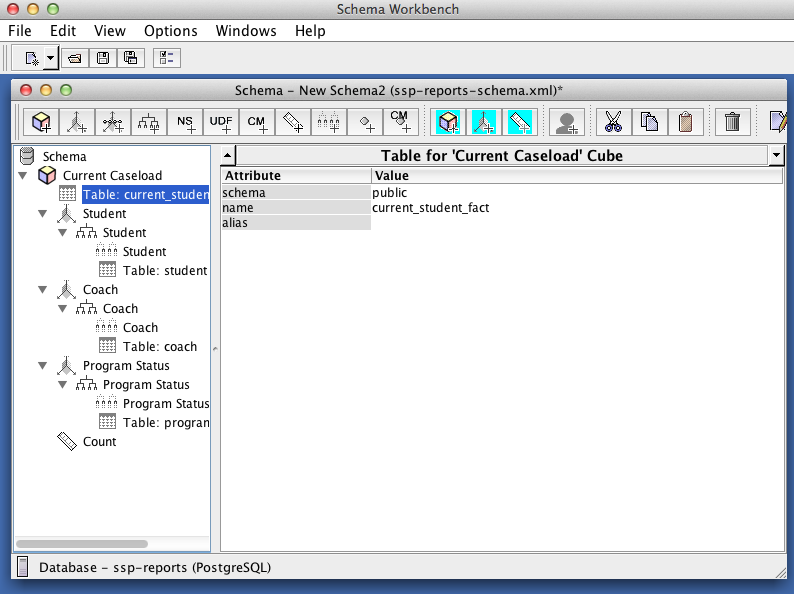 Schema Workbench
File Edit View Options Windows Help
Schema - New Schema2 (ssp-reports-schema.xml)*
NS UDF CM CM
Schema
Current Caseload
Table: current_studen
Student
Student
Student
Table: student
Coach
Coach
Coach
Table: coach
Program Status
Program Status
Program Status
Table: progran
Count
Table for 'Current Caseload' Cube
Attribute Value
schema public
name current_student_fact
alias
Database - ssp-reports (PostgreSQL)